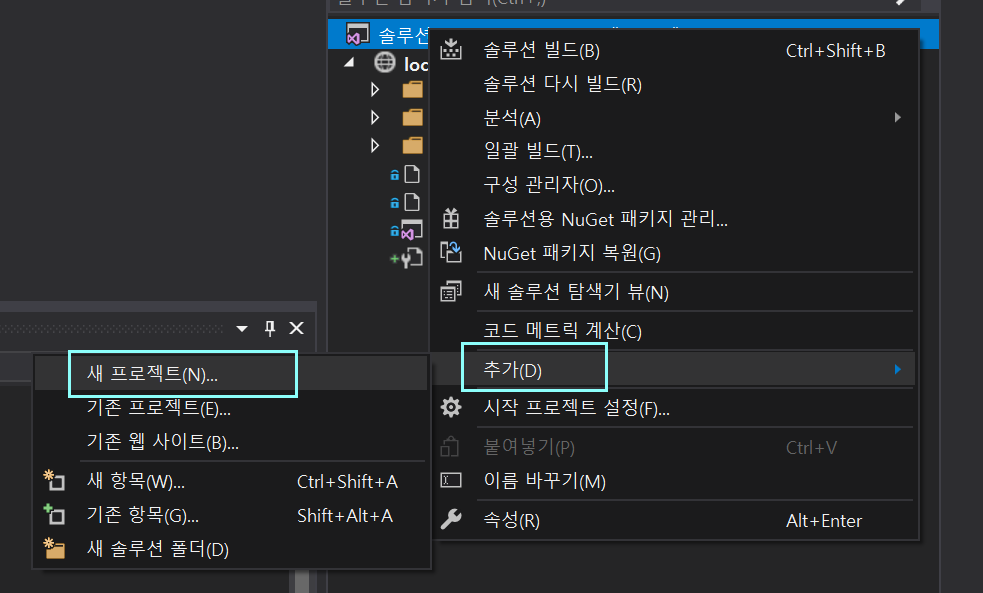 솔루션
loc
솔루션 빌드(B) Ctrl+Shift+B
솔루션 다시 빌드(R)
분석(A)
일괄 빌드(T)...
구성 관리자(O)...
솔루션용 NuGet 패키지 관리...
NuGet 패키지 복원(G)
새 솔루션 탐색기 뷰(N)
코드 메트릭 계산(C)
추가(D)
시작 프로젝트 설정(F)...
붙여넣기(P) Ctrl+V
이름 바꾸기(M)
속성(R) Alt+Enter
새 프로젝트(N)...
기존 프로젝트(E)...
기존 웹 사이트(B)...
새 항목(W)... Ctrl+Shift+A
기존 항목(G)... Shift+Alt+A
새 솔루션 폴더(D)